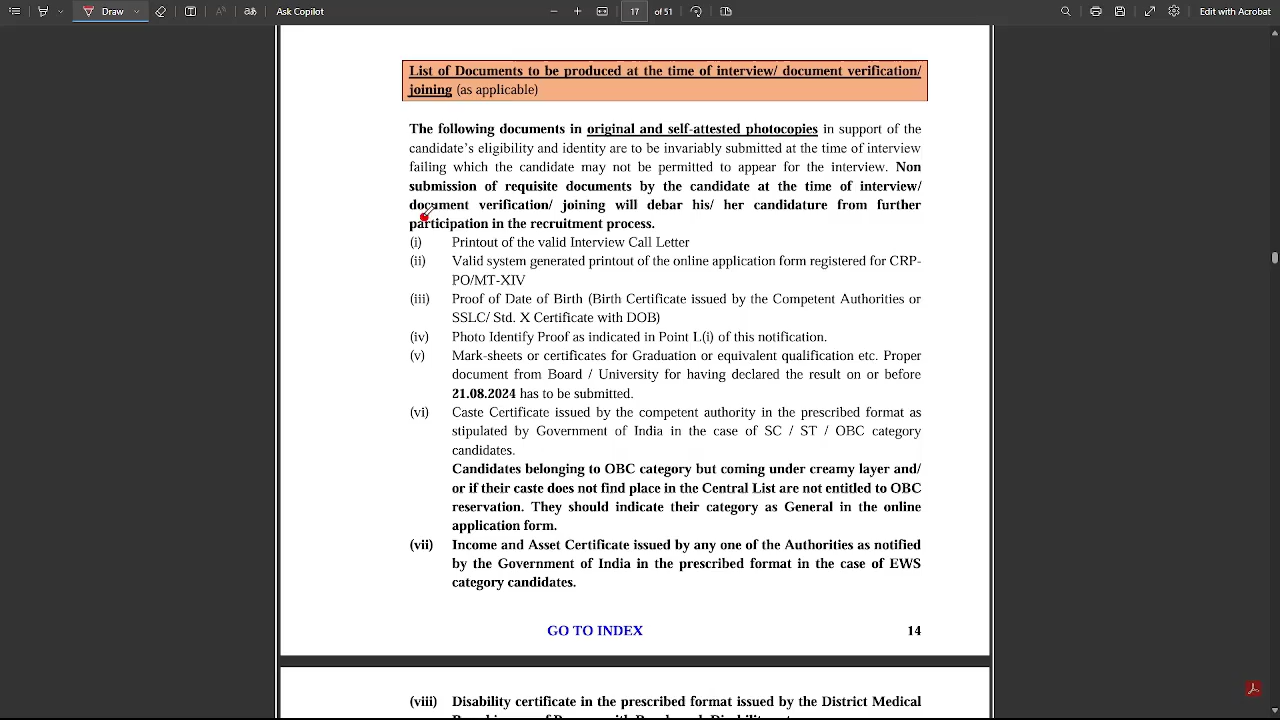 Draw
Ask Copilot
17 of 51
Edit with Acrobat
List of Documents to be produced at the time of interview/ document verification/
joining (as applicable)
The following documents in original and self-attested photocopies in support of the
candidate's eligibility and identity are to be invariably submitted at the time of interview
failing which the candidate may not be permitted to appear for the interview. Non
submission of requisite documents by the candidate at the time of interview/
document verification/ joining will debar his/ her candidature from further
participation in the recruitment process.
(i) Printout of the valid Interview Call Letter
(ii) Valid system generated printout of the online application form registered for CRP-
PO/MT-XIV
(iii) Proof of Date of Birth (Birth Certificate issued by the Competent Authorities or
SSLC/ Std. X Certificate with DOB)
(iv) Photo Identify Proof as indicated in Point L(i) of this notification.
(v) Mark-sheets or certificates for Graduation or equivalent qualification etc. Proper
document from Board / University for having declared the result on or before
21.08.2024 has to be submitted.
(vi) Caste Certificate issued by the competent authority in the prescribed format as
stipulated by Government of India in the case of SC / ST / OBC category
candidates.
Candidates belonging to OBC category but coming under creamy layer and/
or if their caste does not find place in the Central List are not entitled to OBC
reservation. They should indicate their category as General in the online
application form.
(vii) Income and Asset Certificate issued by any one of the Authorities as notified
by the Government of India in the prescribed format in the case of EWS
category candidates.
GO TO INDEX 14
(viii) Disability certificate in the prescribed format issued by the District Medical